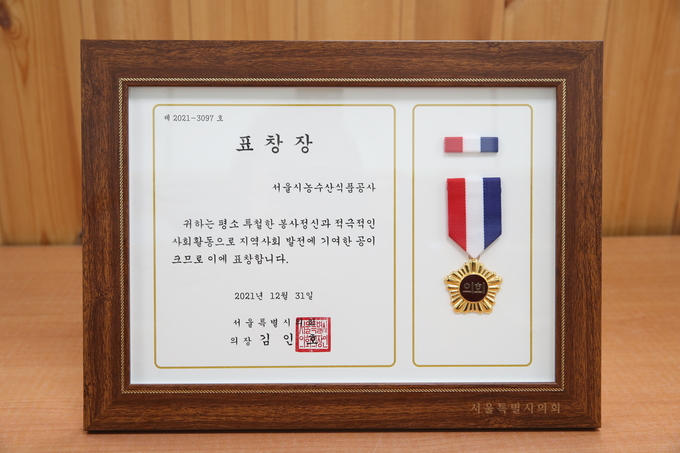 제 2021-3097 호
표창장
서울시농수산식품공사
귀하는 평소 특철한 봉사정신과 적극적인
사회활동으로 지역사회 발전에 기여한 공이
크므로 이에 표창합니다.
2021년 12월 31일
서울특별시의회
의장 김인호
의회
서울특별시의회